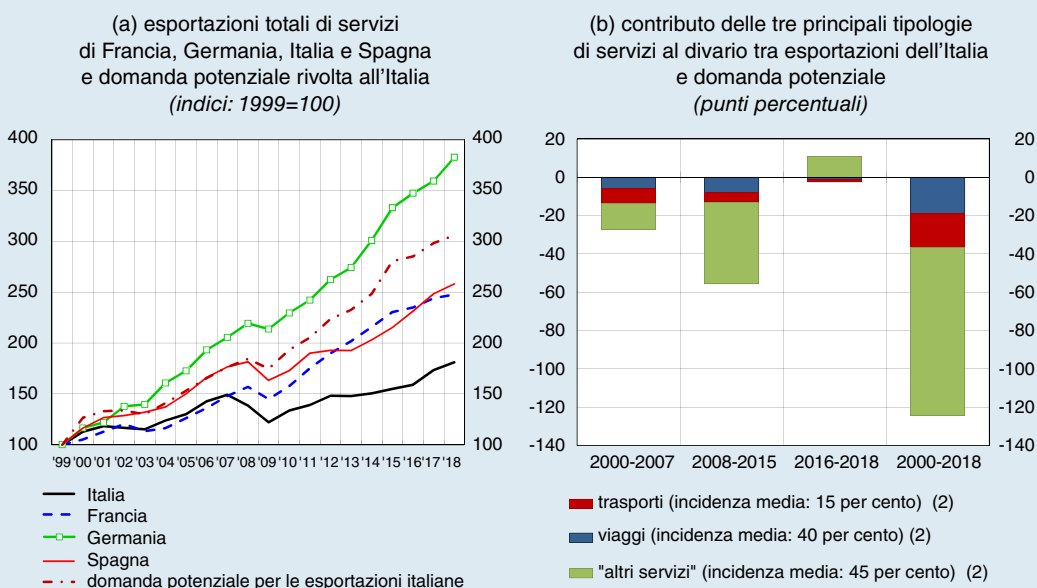 (a) esportazioni totali di servizi
di Francia, Germania, Italia e Spagna
e domanda potenziale rivolta all'Italia
(indici: 1999=100)
400 400
350 350
300 300
250 250
200 200
150 150
100 100
'99 '00 '01 '02 '03 '04 '05 '06 '07 '08 '09 '10 '11 '12 '13 '14 '15 '16 '17 '18
Italia
Francia
Germania
Spagna
domanda potenziale per le esportazioni italiane
(b) contributo delle tre principali tipologie
di servizi al divario tra esportazioni dell'Italia
e domanda potenziale
(punti percentuali)
20 20
0 0
-20 -20
-40 -40
-60 -60
-80 -80
-100 -100
-120 -120
-140 -140
2000-2007 2008-2015 2016-2018 2000-2018
trasporti (incidenza media: 15 per cento) (2)
viaggi (incidenza media: 40 per cento) (2)
"altri servizi" (incidenza media: 45 per cento) (2)